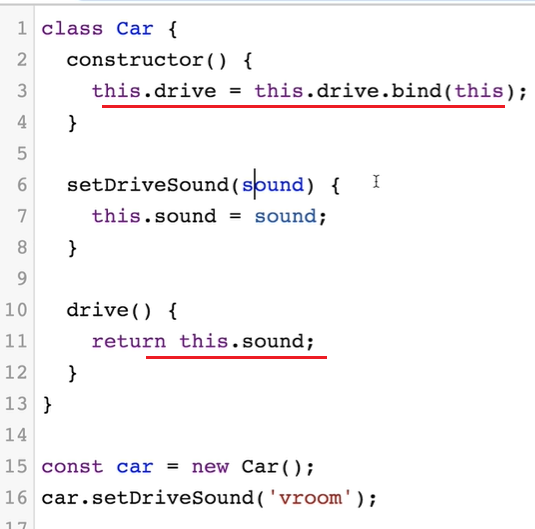 1 class Car {
2   constructor() {
3     this.drive = this.drive.bind(this);
4   }
5
6   setDriveSound(sound) {
7     this.sound = sound;
8   }
9
10   drive() {
11     return this.sound;
12   }
13 }
14
15 const car = new Car();
16 car.setDriveSound('vroom');
17